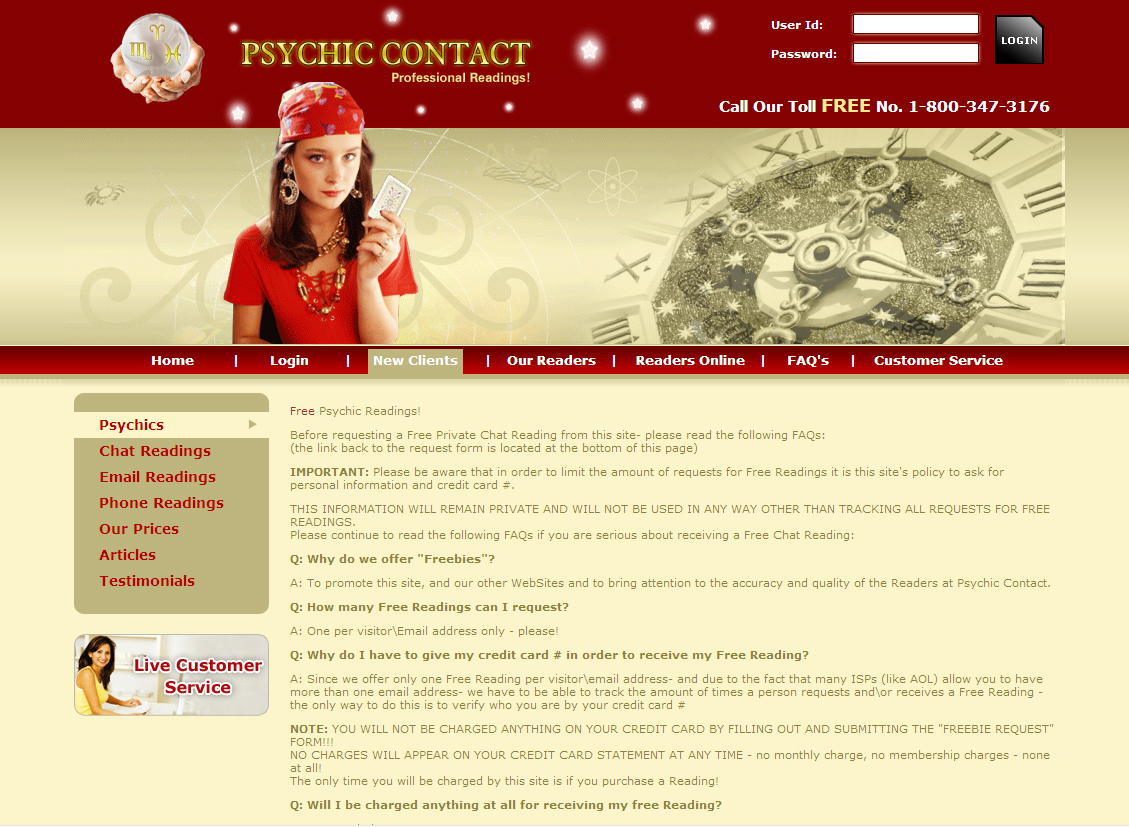 PSYCHIC CONTACT
Professional Readings!
User Id:
Password:
LOGIN
Call Our Toll FREE No. 1-800-347-3176
Home | Login | New Clients | Our Readers | Readers Online | FAQ's | Customer Service
Psychics
Chat Readings
Email Readings
Phone Readings
Our Prices
Articles
Testimonials
Live Customer
Service
Free Psychic Readings!
Before requesting a Free Private Chat Reading from this site- please read the following FAQs:
(the link back to the request form is located at the bottom of this page)
IMPORTANT: Please be aware that in order to limit the amount of requests for Free Readings it is this site's policy to ask for
personal information and credit card #.
THIS INFORMATION WILL REMAIN PRIVATE AND WILL NOT BE USED IN ANY WAY OTHER THAN TRACKING ALL REQUESTS FOR FREE
READINGS.
Please continue to read the following FAQs if you are serious about receiving a Free Chat Reading:
Q: Why do we offer "Freebies"?
A: To promote this site, and our other WebSites and to bring attention to the accuracy and quality of the Readers at Psychic Contact.
Q: How many Free Readings can I request?
A: One per visitor\Email address only - please!
Q: Why do I have to give my credit card # in order to receive my Free Reading?
A: Since we offer only one Free Reading per visitor\email address- and due to the fact that many ISPs (like AOL) allow you to have
more than one email address- we have to be able to track the amount of times a person requests and\or receives a Free Reading -
the only way to do this is to verify who you are by your credit card #
NOTE: YOU WILL NOT BE CHARGED ANYTHING ON YOUR CREDIT CARD BY FILLING OUT AND SUBMITTING THE "FREEBIE REQUEST"
FORM!!!
NO CHARGES WILL APPEAR ON YOUR CREDIT CARD STATEMENT AT ANY TIME - no monthly charge, no membership charges - none
at all!
The only time you will be charged by this site is if you purchase a Reading!
Q: Will I be charged anything at all for receiving my free Reading?